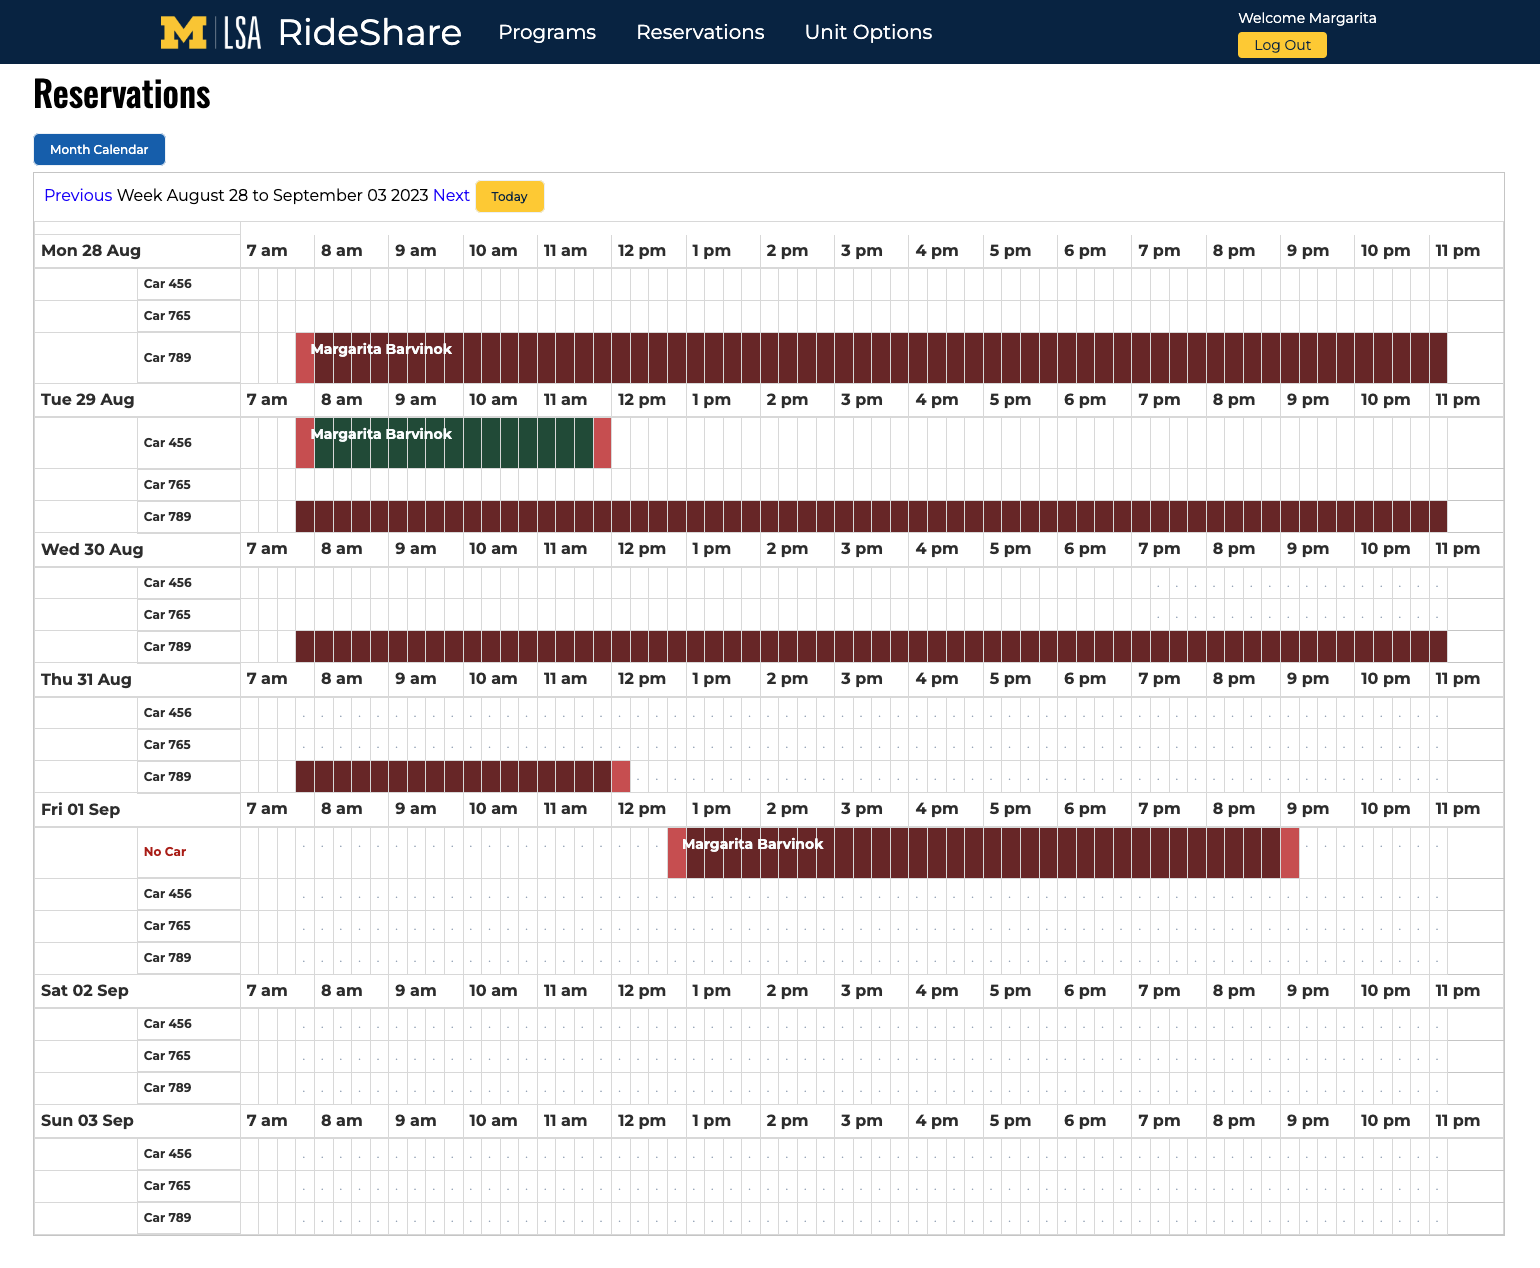 M LSA RideShare Programs Reservations Unit Options Welcome Margarita
Log Out
Reservations
Month Calendar
Previous Week August 28 to September 03 2023 Next Today
Mon 28 Aug 7 am 8 am 9 am 10 am 11 am 12 pm 1 pm 2 pm 3 pm 4 pm 5 pm 6 pm 7 pm 8 pm 9 pm 10 pm 11 pm
Car 456
Car 765
Car 789 Margarita Barvinok
Tue 29 Aug 7 am 8 am 9 am 10 am 11 am 12 pm 1 pm 2 pm 3 pm 4 pm 5 pm 6 pm 7 pm 8 pm 9 pm 10 pm 11 pm
Car 456 Margarita Barvinok
Car 765
Car 789
Wed 30 Aug 7 am 8 am 9 am 10 am 11 am 12 pm 1 pm 2 pm 3 pm 4 pm 5 pm 6 pm 7 pm 8 pm 9 pm 10 pm 11 pm
Car 456
Car 765
Car 789
Thu 31 Aug 7 am 8 am 9 am 10 am 11 am 12 pm 1 pm 2 pm 3 pm 4 pm 5 pm 6 pm 7 pm 8 pm 9 pm 10 pm 11 pm
Car 456
Car 765
Car 789
Fri 01 Sep 7 am 8 am 9 am 10 am 11 am 12 pm 1 pm 2 pm 3 pm 4 pm 5 pm 6 pm 7 pm 8 pm 9 pm 10 pm 11 pm
No Car Margarita Barvinok
Car 456
Car 765
Car 789
Sat 02 Sep 7 am 8 am 9 am 10 am 11 am 12 pm 1 pm 2 pm 3 pm 4 pm 5 pm 6 pm 7 pm 8 pm 9 pm 10 pm 11 pm
Car 456
Car 765
Car 789
Sun 03 Sep 7 am 8 am 9 am 10 am 11 am 12 pm 1 pm 2 pm 3 pm 4 pm 5 pm 6 pm 7 pm 8 pm 9 pm 10 pm 11 pm
Car 456
Car 765
Car 789